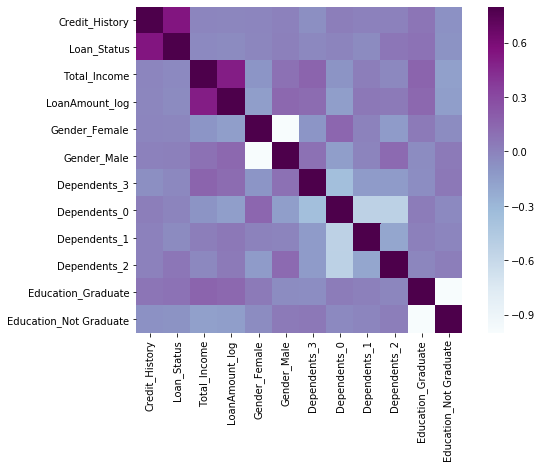 Credit_History
Loan_Status
Total_Income
LoanAmount_log
Gender_Female
Gender_Male
Dependents_3
Dependents_0
Dependents_1
Dependents_2
Education_Graduate
Education_Not Graduate
Credit_History
Loan_Status
Total_Income
LoanAmount_log
Gender_Female
Gender_Male
Dependents_3
Dependents_0
Dependents_1
Dependents_2
Education_Graduate
Education_Not Graduate
0.6
0.3
0.0
−0.3
−0.6
−0.9